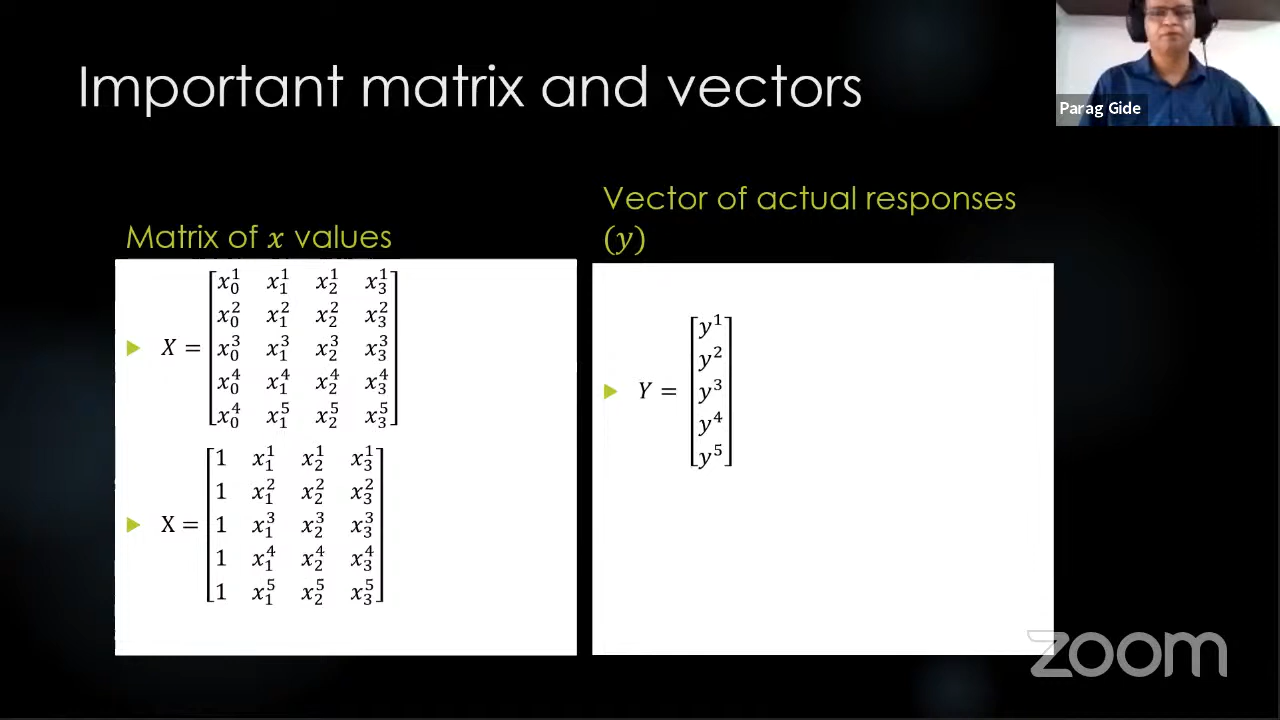 Important matrix and vectors
Parag Gide
Matrix of x values
X = [x₀¹ x₁¹ x₂¹ x₃¹
x₀² x₁² x₂² x₃²
x₀³ x₁³ x₂³ x₃³
x₀⁴ x₁⁴ x₂⁴ x₃⁴
x₀⁴ x₁⁵ x₂⁵ x₃⁵]
X = [1 x₁¹ x₂¹ x₃¹
1 x₁² x₂² x₃²
1 x₁³ x₂³ x₃³
1 x₁⁴ x₂⁴ x₃⁴
1 x₁⁵ x₂⁵ x₃⁵]
Vector of actual responses
(y)
Y = [y¹
y²
y³
y⁴
y⁵]
zoom